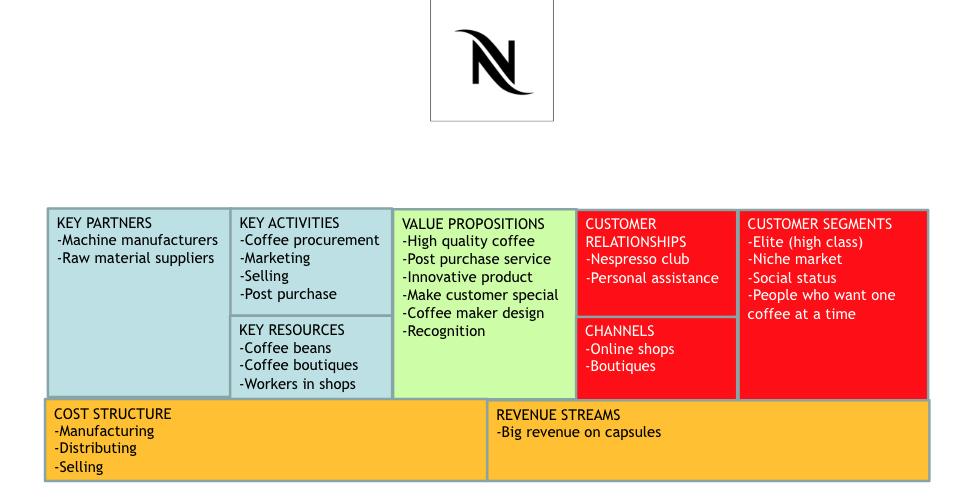 N
KEY PARTNERS
-Machine manufacturers
-Raw material suppliers
KEY ACTIVITIES
-Coffee procurement
-Marketing
-Selling
-Post purchase
KEY RESOURCES
-Coffee beans
-Coffee boutiques
-Workers in shops
VALUE PROPOSITIONS
-High quality coffee
-Post purchase service
-Innovative product
-Make customer special
-Coffee maker design
-Recognition
CUSTOMER
RELATIONSHIPS
-Nespresso club
-Personal assistance
CHANNELS
-Online shops
-Boutiques
CUSTOMER SEGMENTS
-Elite (high class)
-Niche market
-Social status
-People who want one
coffee at a time
COST STRUCTURE
-Manufacturing
-Distributing
-Selling
REVENUE STREAMS
-Big revenue on capsules